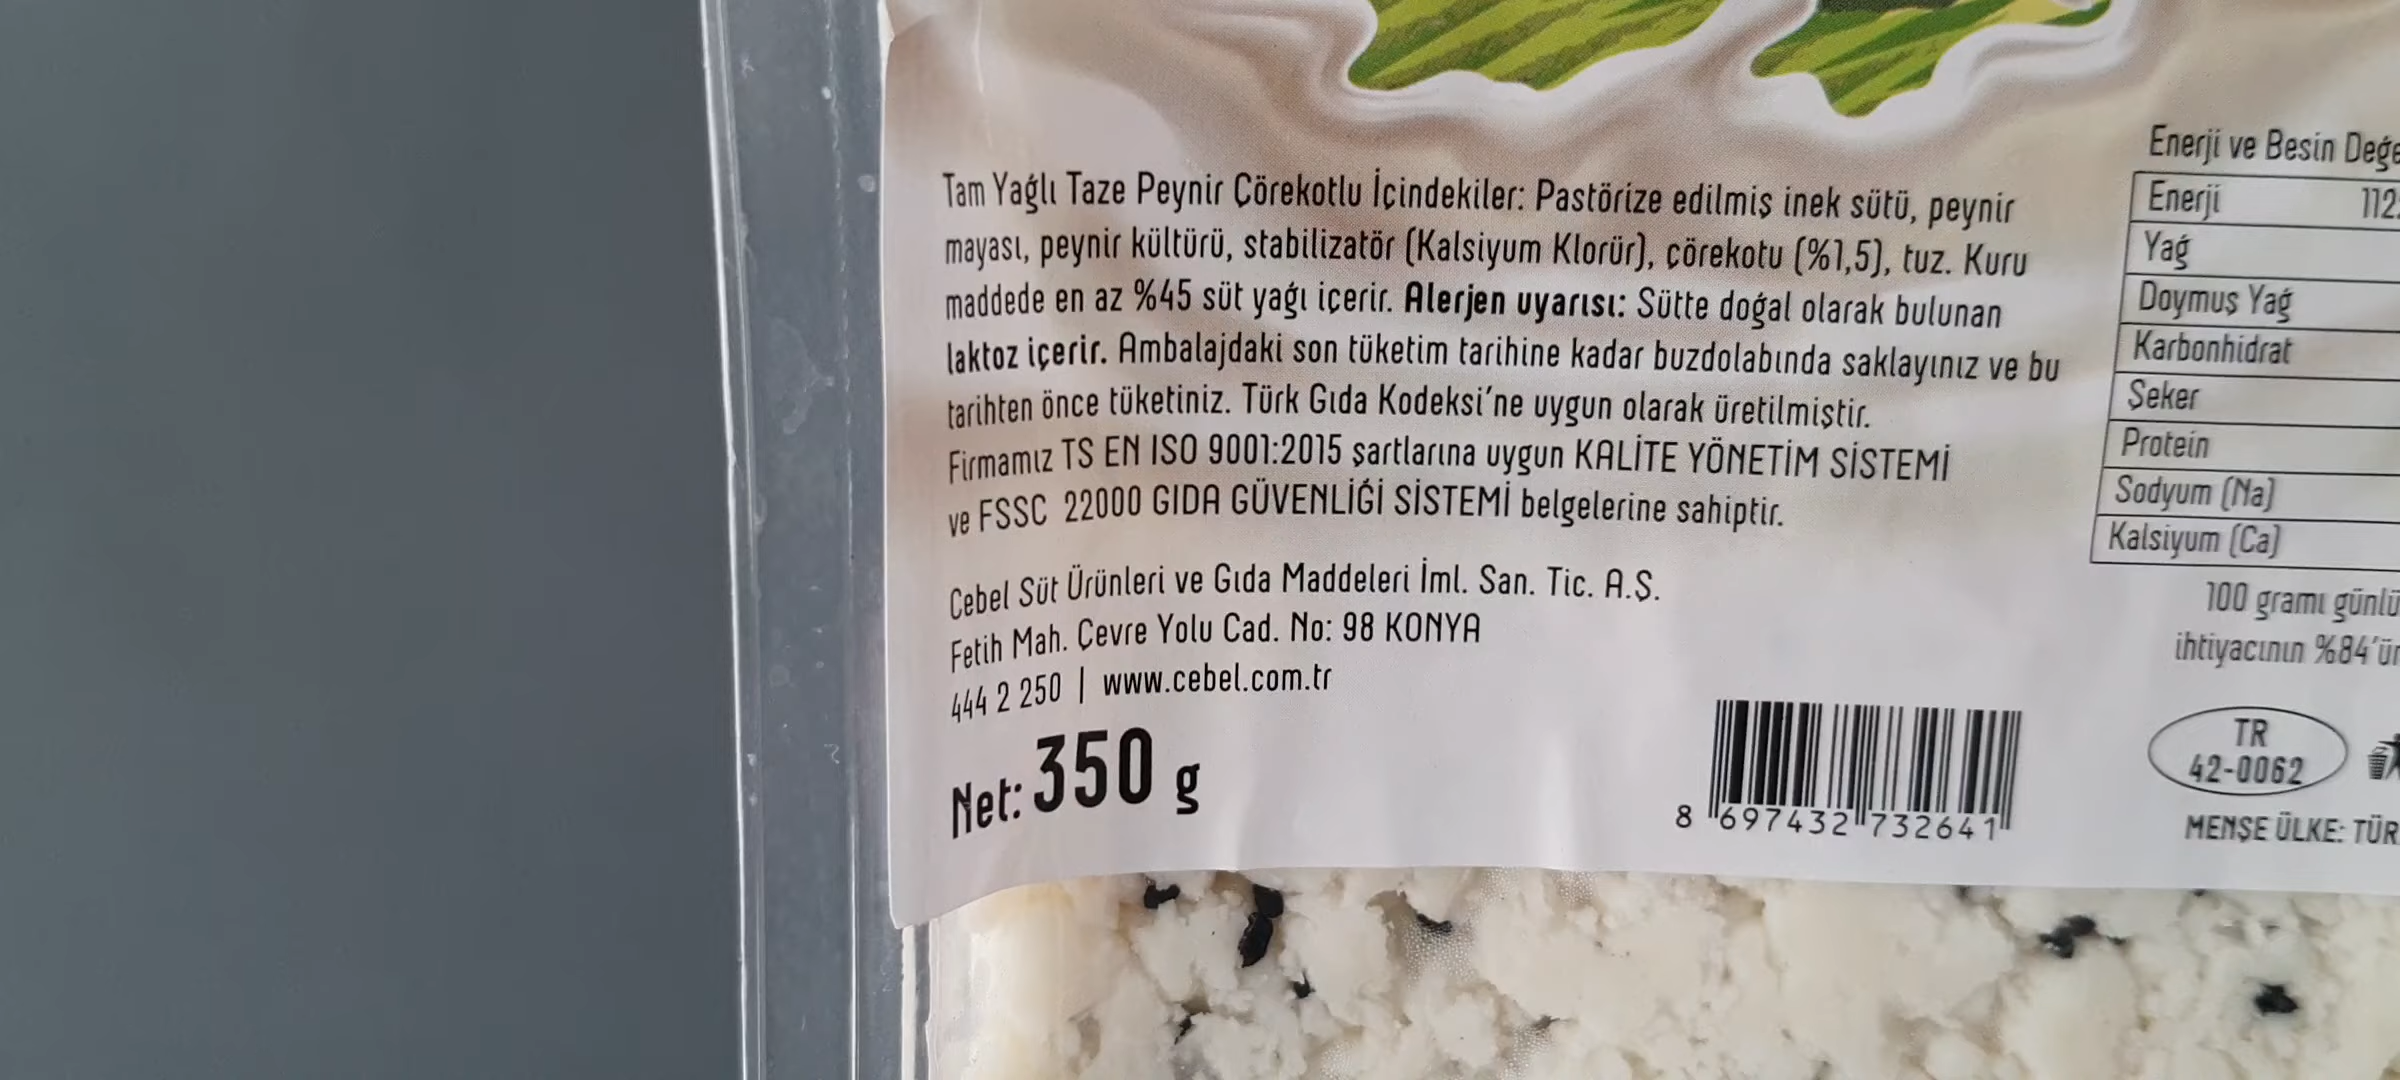 Tam Yağlı Taze Peynir Çörekotlu İçindekiler: Pastörize edilmiş inek sütü, peynir
mayası, peynir kültürü, stabilizatör (Kalsiyum Klorür), çörekotu (%1,5), tuz. Kuru
maddede en az %45 süt yağı içerir. Alerjen uyarısı: Sütte doğal olarak bulunan
laktoz içerir. Ambalajdaki son tüketim tarihine kadar buzdolabında saklayınız ve bu
tarihten önce tüketiniz. Türk Gıda Kodeksi'ne uygun olarak üretilmiştir.
Firmamız TS EN ISO 9001:2015 şartlarına uygun KALİTE YÖNETİM SİSTEMİ
ve FSSC 22000 GIDA GÜVENLİĞİ SİSTEMİ belgelerine sahiptir.
Cebel Süt Ürünleri ve Gıda Maddeleri İml. San. Tic. A.Ş.
Fetih Mah. Çevre Yolu Cad. No: 98 KONYA
444 2 250 | www.cebel.com.tr
Net: 350 g
8 697432 732641
Enerji ve Besin
Enerji
Yağ
Doymuş Yağ
Karbonhidrat
Şeker
Protein
Sodyum (Na)
Kalsiyum (Ca)
100 gramı
ihtiyacının
TR
42-0062
MENŞE ÜLKE: